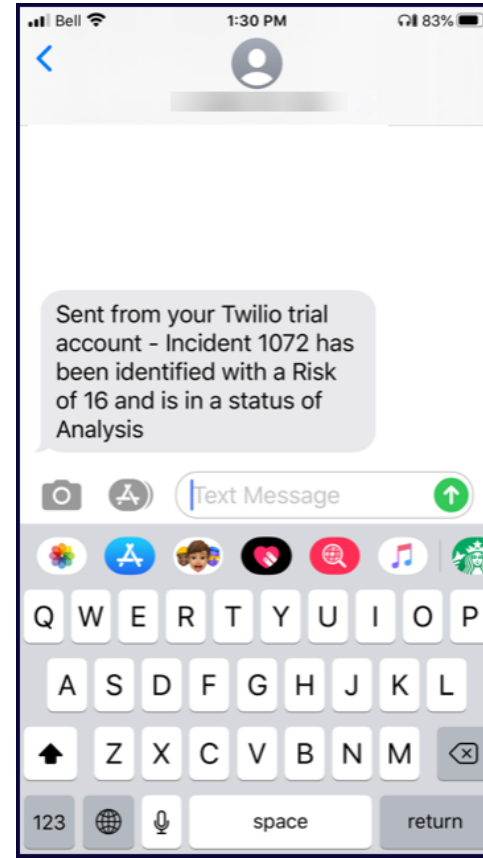 Bell 1:30 PM 83%
Sent from your Twilio trial
account - Incident 1072 has
been identified with a Risk
of 16 and is in a status of
Analysis
Text Message
Q W E R T Y U I O P
A S D F G H J K L
Z X C V B N M
123 space return